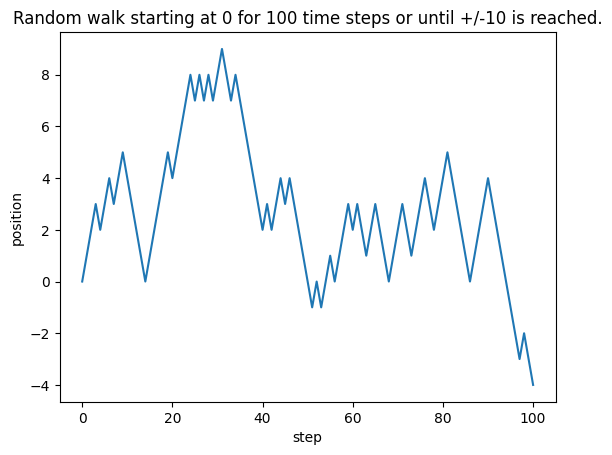 Random walk starting at 0 for 100 time steps or until +/-10 is reached.
8
6
4
2
0
−2
−4
position
0 20 40 60 80 100
step